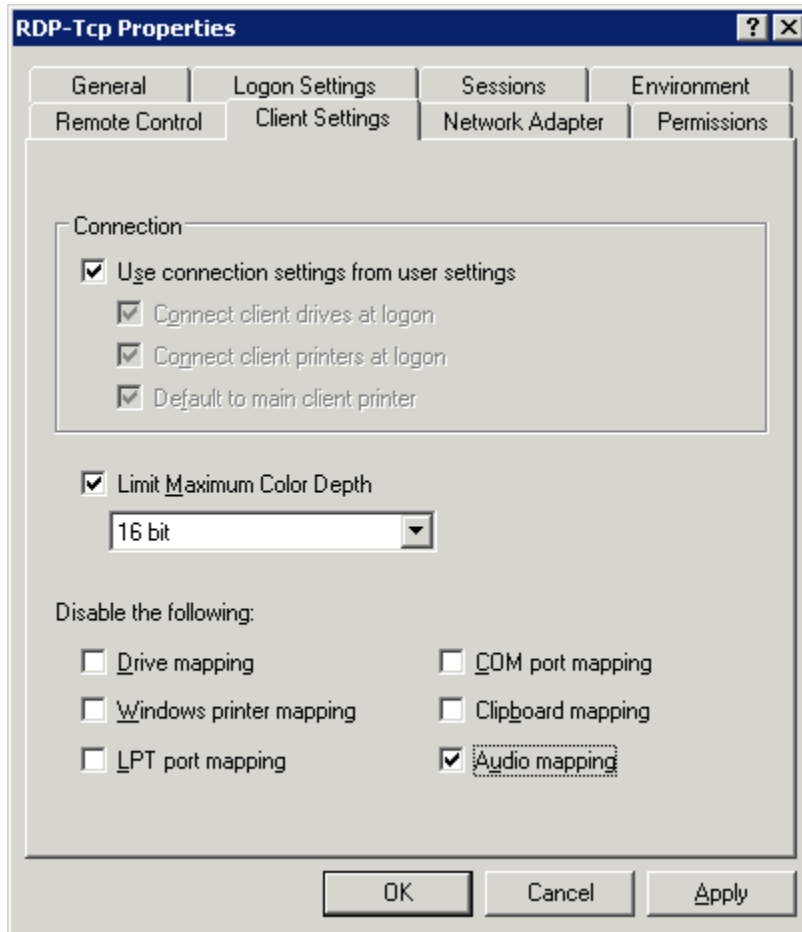 RDP-Tcp Properties ?
General Logon Settings Sessions Environment
Remote Control Client Settings Network Adapter Permissions
Connection
Use connection settings from user settings
Connect client drives at logon
Connect client printers at logon
Default to main client printer
Limit Maximum Color Depth
16 bit
Disable the following:
Drive mapping COM port mapping
Windows printer mapping Clipboard mapping
LPT port mapping Audio mapping
OK Cancel Apply